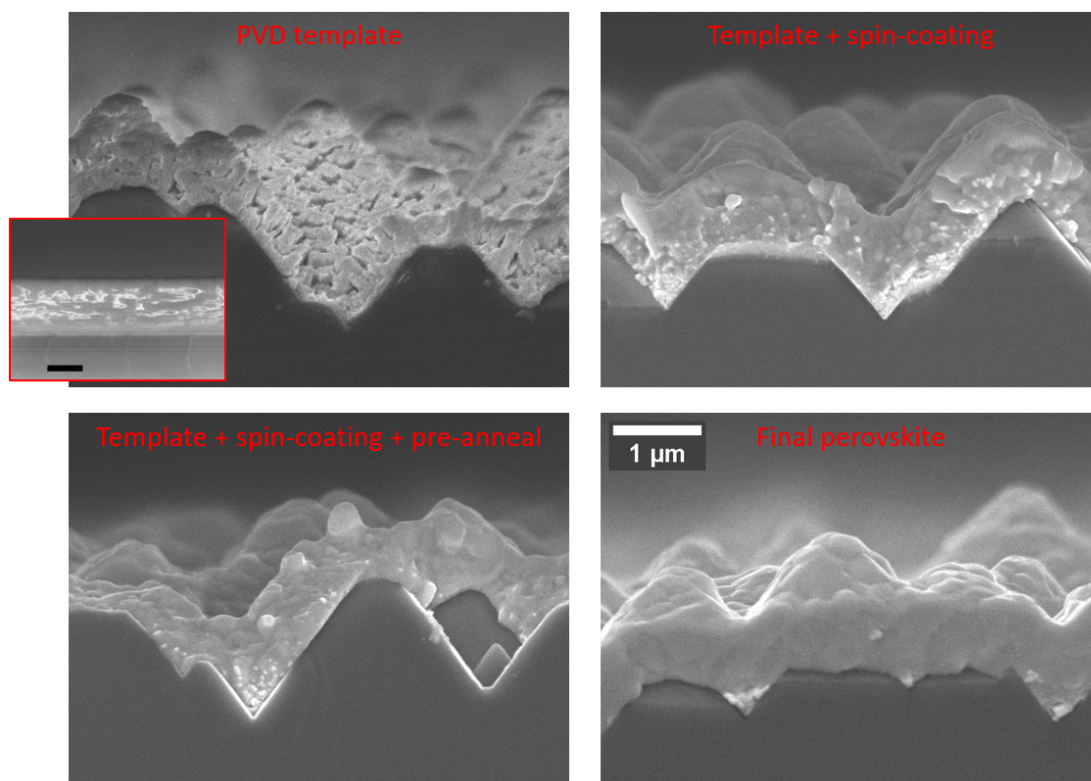 PVD template
Template + spin-coating
Template + spin-coating + pre-anneal
Final perovskite
1 µm